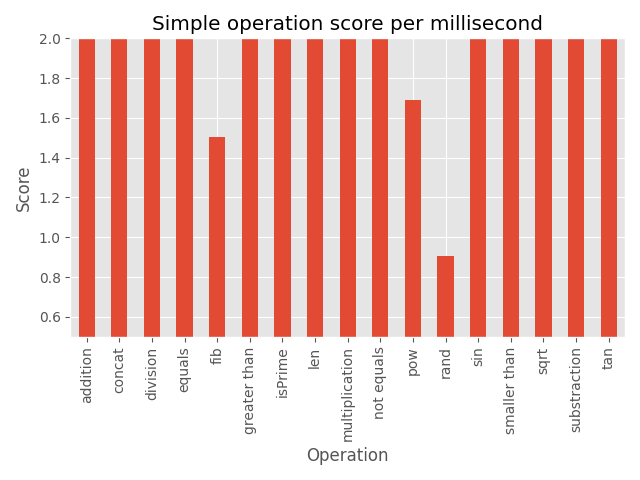 Simple operation score per millisecond
2.0
1.8
1.6
1.4
1.2
1.0
0.8
0.6
Score
addition
concat
division
equals
fib
greater than
isPrime
len
multiplication
not equals
pow
rand
sin
smaller than
sqrt
substraction
tan
Operation